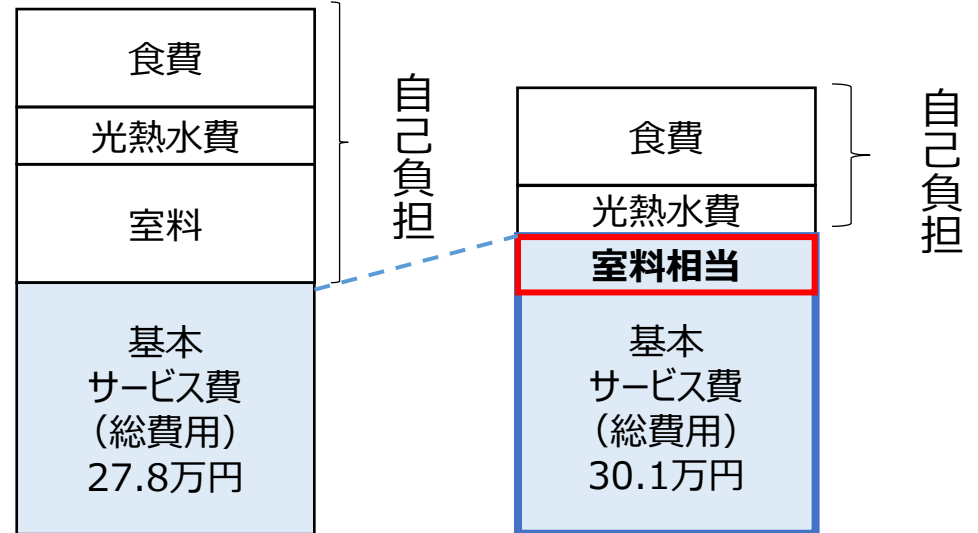 食費
光熱水費
室料
基本
サービス費
（総費用）
27.8万円
自己負担
食費
光熱水費
室料相当
基本
サービス費
（総費用）
30.1万円
自己負担